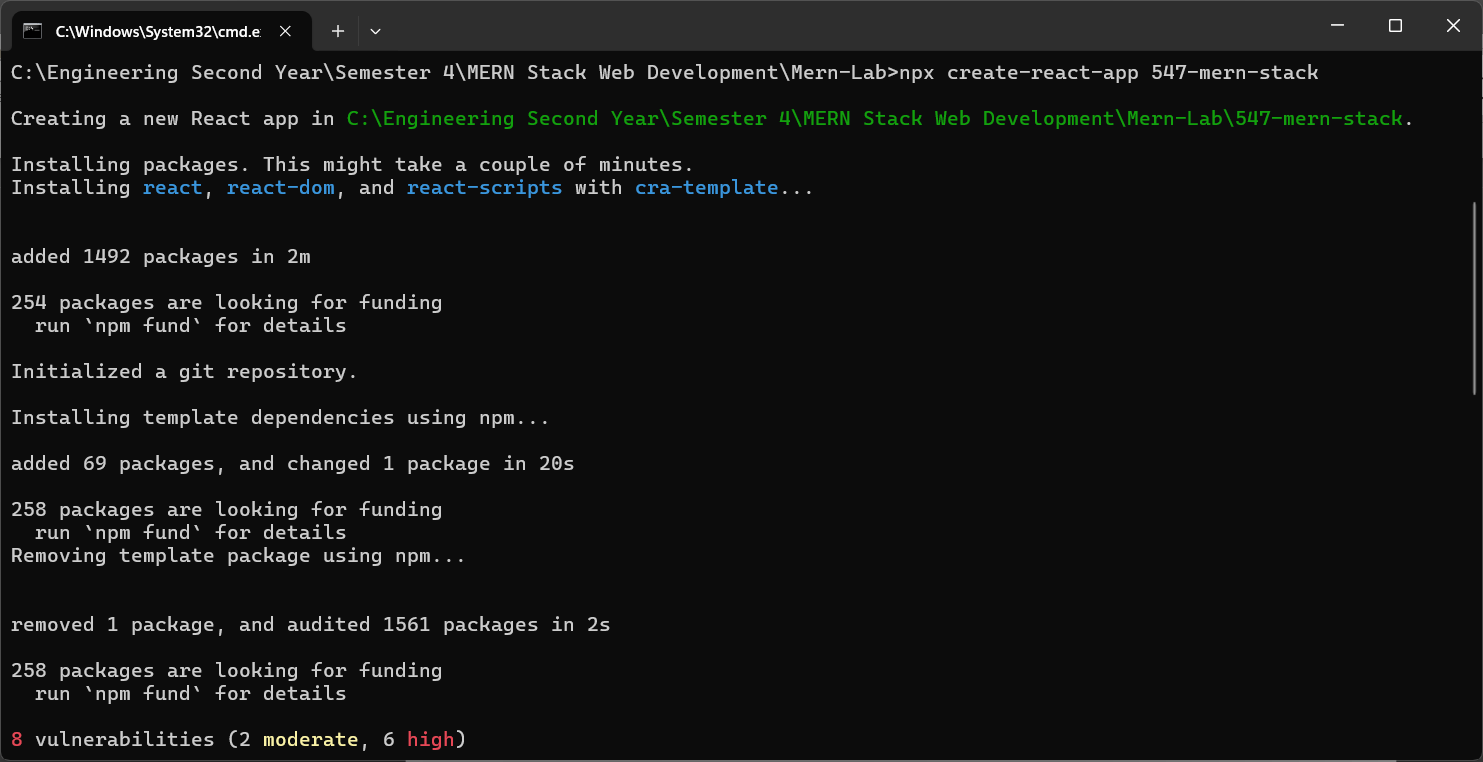 C:\Windows\System32\cmd.e
C:\Engineering Second Year\Semester 4\MERN Stack Web Development\Mern-Lab>npx create-react-app 547-mern-stack
Creating a new React app in C:\Engineering Second Year\Semester 4\MERN Stack Web Development\Mern-Lab\547-mern-stack.
Installing packages. This might take a couple of minutes.
Installing react, react-dom, and react-scripts with cra-template...
added 1492 packages in 2m
254 packages are looking for funding
  run `npm fund` for details
Initialized a git repository.
Installing template dependencies using npm...
added 69 packages, and changed 1 package in 20s
258 packages are looking for funding
  run `npm fund` for details
Removing template package using npm...
removed 1 package, and audited 1561 packages in 2s
258 packages are looking for funding
  run `npm fund` for details
8 vulnerabilities (2 moderate, 6 high)